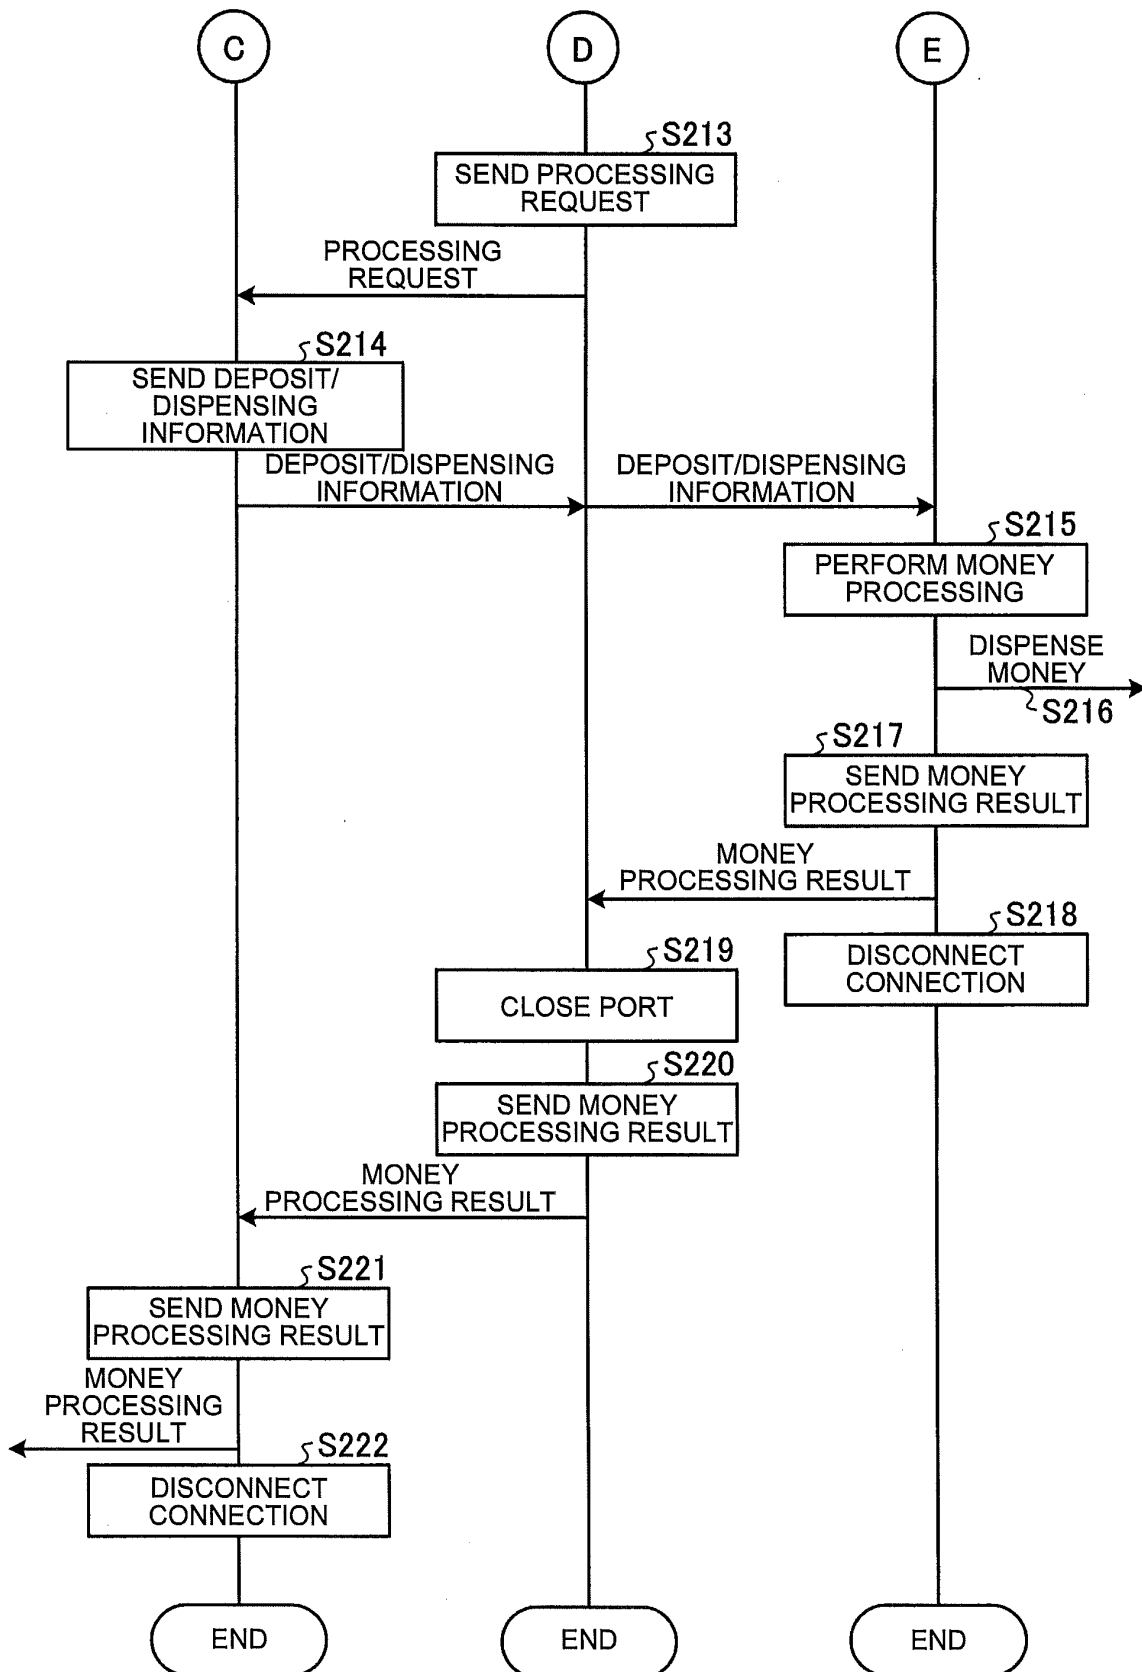 C
D
E
S213
SEND PROCESSING
REQUEST
PROCESSING
REQUEST
S214
SEND DEPOSIT/
DISPENSING
INFORMATION
DEPOSIT/DISPENSING
INFORMATION
DEPOSIT/DISPENSING
INFORMATION
S215
PERFORM MONEY
PROCESSING
DISPENSE
MONEY
S216
S217
SEND MONEY
PROCESSING RESULT
MONEY
PROCESSING RESULT
S218
DISCONNECT
CONNECTION
S219
CLOSE PORT
S220
SEND MONEY
PROCESSING RESULT
MONEY
PROCESSING RESULT
S221
SEND MONEY
PROCESSING RESULT
MONEY
PROCESSING
RESULT
S222
DISCONNECT
CONNECTION
END
END
END